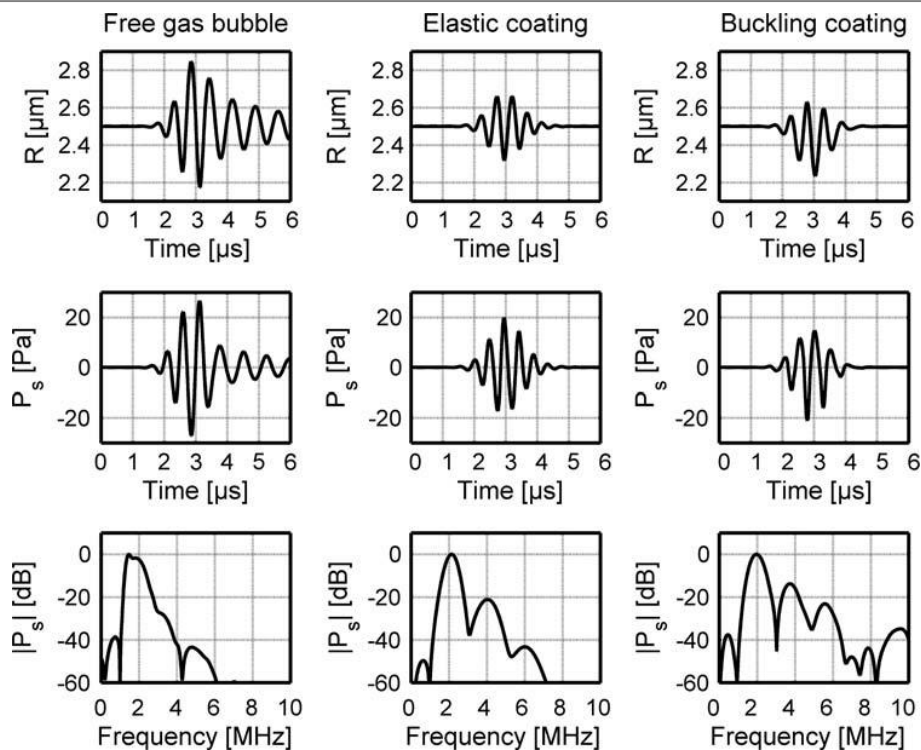 Free gas bubble Elastic coating Buckling coating
R [µm] 2.8 2.6 2.4 2.2 R [µm] 2.8 2.6 2.4 2.2 R [µm] 2.8 2.6 2.4 2.2
0 1 2 3 4 5 6 0 1 2 3 4 5 6 0 1 2 3 4 5 6
Time [µs] Time [µs] Time [µs]
P_s [Pa] 20 0 -20 P_s [Pa] 20 0 -20 P_s [Pa] 20 0 -20
0 1 2 3 4 5 6 0 1 2 3 4 5 6 0 1 2 3 4 5 6
Time [µs] Time [µs] Time [µs]
|P_s| [dB] 0 -20 -40 -60 |P_s| [dB] 0 -20 -40 -60 |P_s| [dB] 0 -20 -40 -60
0 2 4 6 8 10 0 2 4 6 8 10 0 2 4 6 8 10
Frequency [MHz] Frequency [MHz] Frequency [MHz]